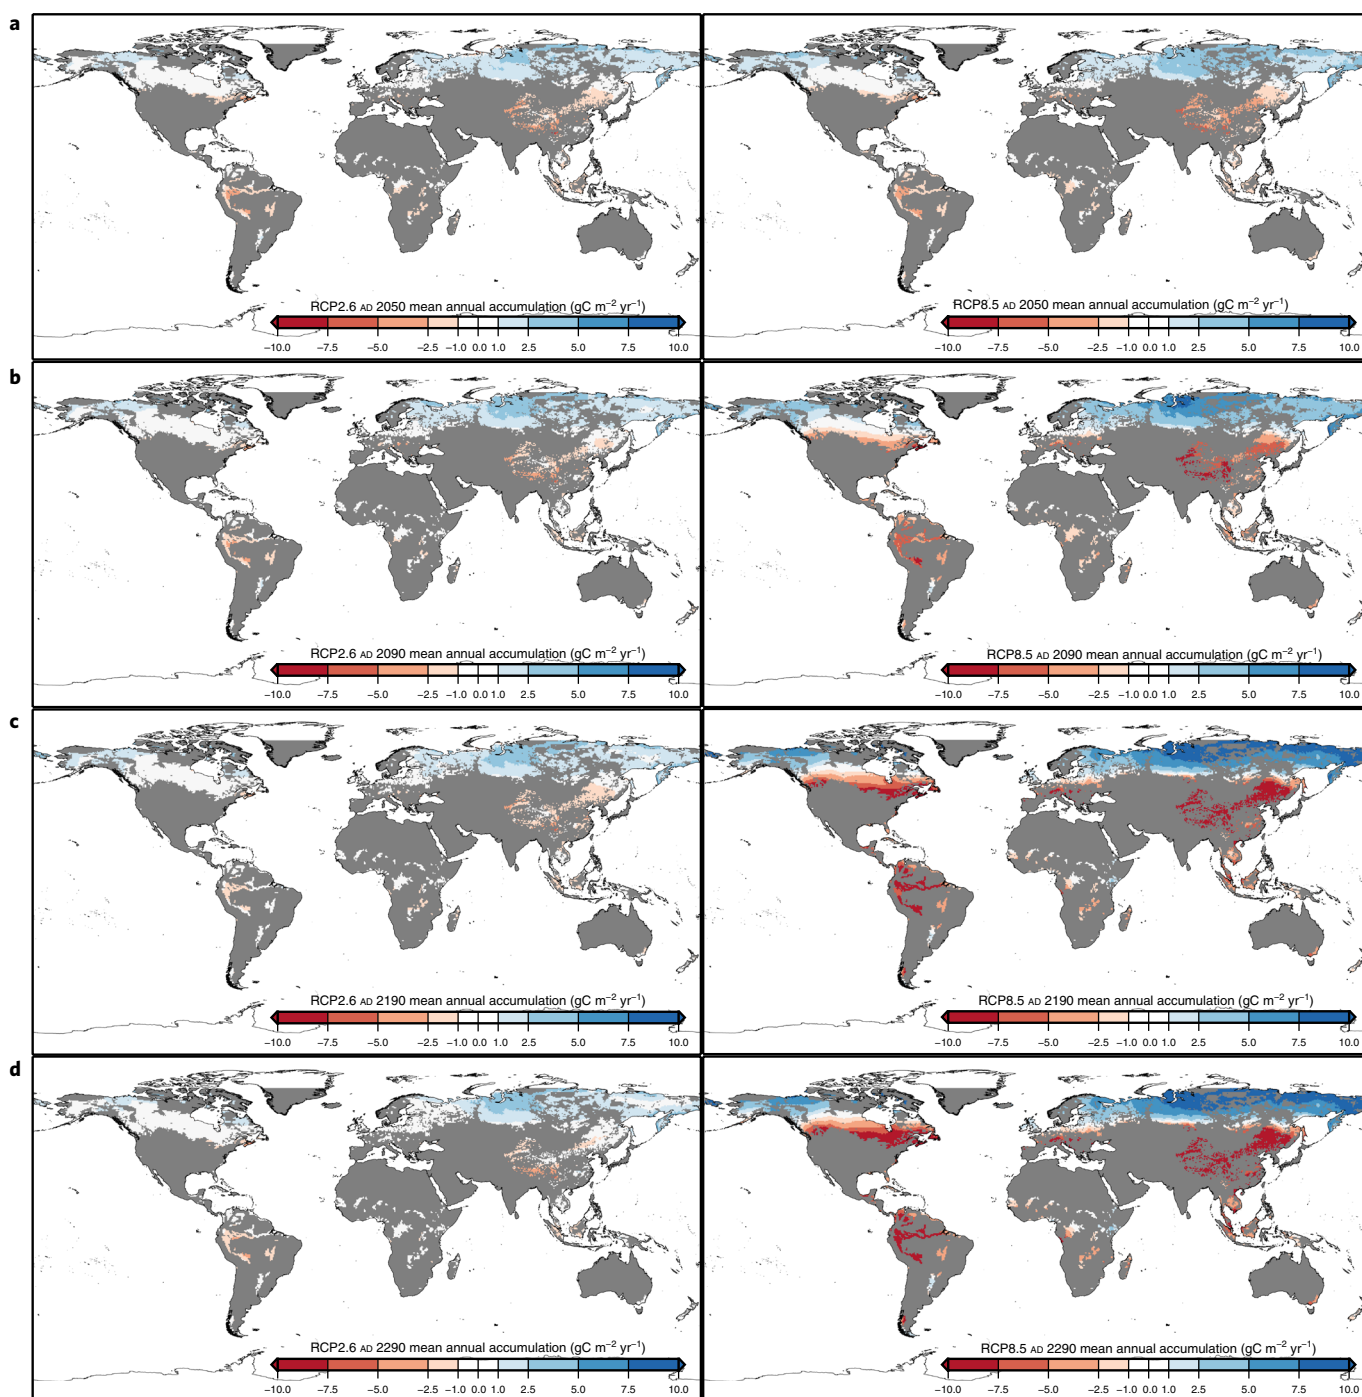 a
RCP2.6 AD 2050 mean annual accumulation (gC m⁻² yr⁻¹)
−10.0 −7.5 −5.0 −2.5 −1.0 0.0 1.0 2.5 5.0 7.5 10.0
RCP8.5 AD 2050 mean annual accumulation (gC m⁻² yr⁻¹)
−10.0 −7.5 −5.0 −2.5 −1.0 0.0 1.0 2.5 5.0 7.5 10.0
b
RCP2.6 AD 2090 mean annual accumulation (gC m⁻² yr⁻¹)
−10.0 −7.5 −5.0 −2.5 −1.0 0.0 1.0 2.5 5.0 7.5 10.0
RCP8.5 AD 2090 mean annual accumulation (gC m⁻² yr⁻¹)
−10.0 −7.5 −5.0 −2.5 −1.0 0.0 1.0 2.5 5.0 7.5 10.0
c
RCP2.6 AD 2190 mean annual accumulation (gC m⁻² yr⁻¹)
−10.0 −7.5 −5.0 −2.5 −1.0 0.0 1.0 2.5 5.0 7.5 10.0
RCP8.5 AD 2190 mean annual accumulation (gC m⁻² yr⁻¹)
−10.0 −7.5 −5.0 −2.5 −1.0 0.0 1.0 2.5 5.0 7.5 10.0
d
RCP2.6 AD 2290 mean annual accumulation (gC m⁻² yr⁻¹)
−10.0 −7.5 −5.0 −2.5 −1.0 0.0 1.0 2.5 5.0 7.5 10.0
RCP8.5 AD 2290 mean annual accumulation (gC m⁻² yr⁻¹)
−10.0 −7.5 −5.0 −2.5 −1.0 0.0 1.0 2.5 5.0 7.5 10.0